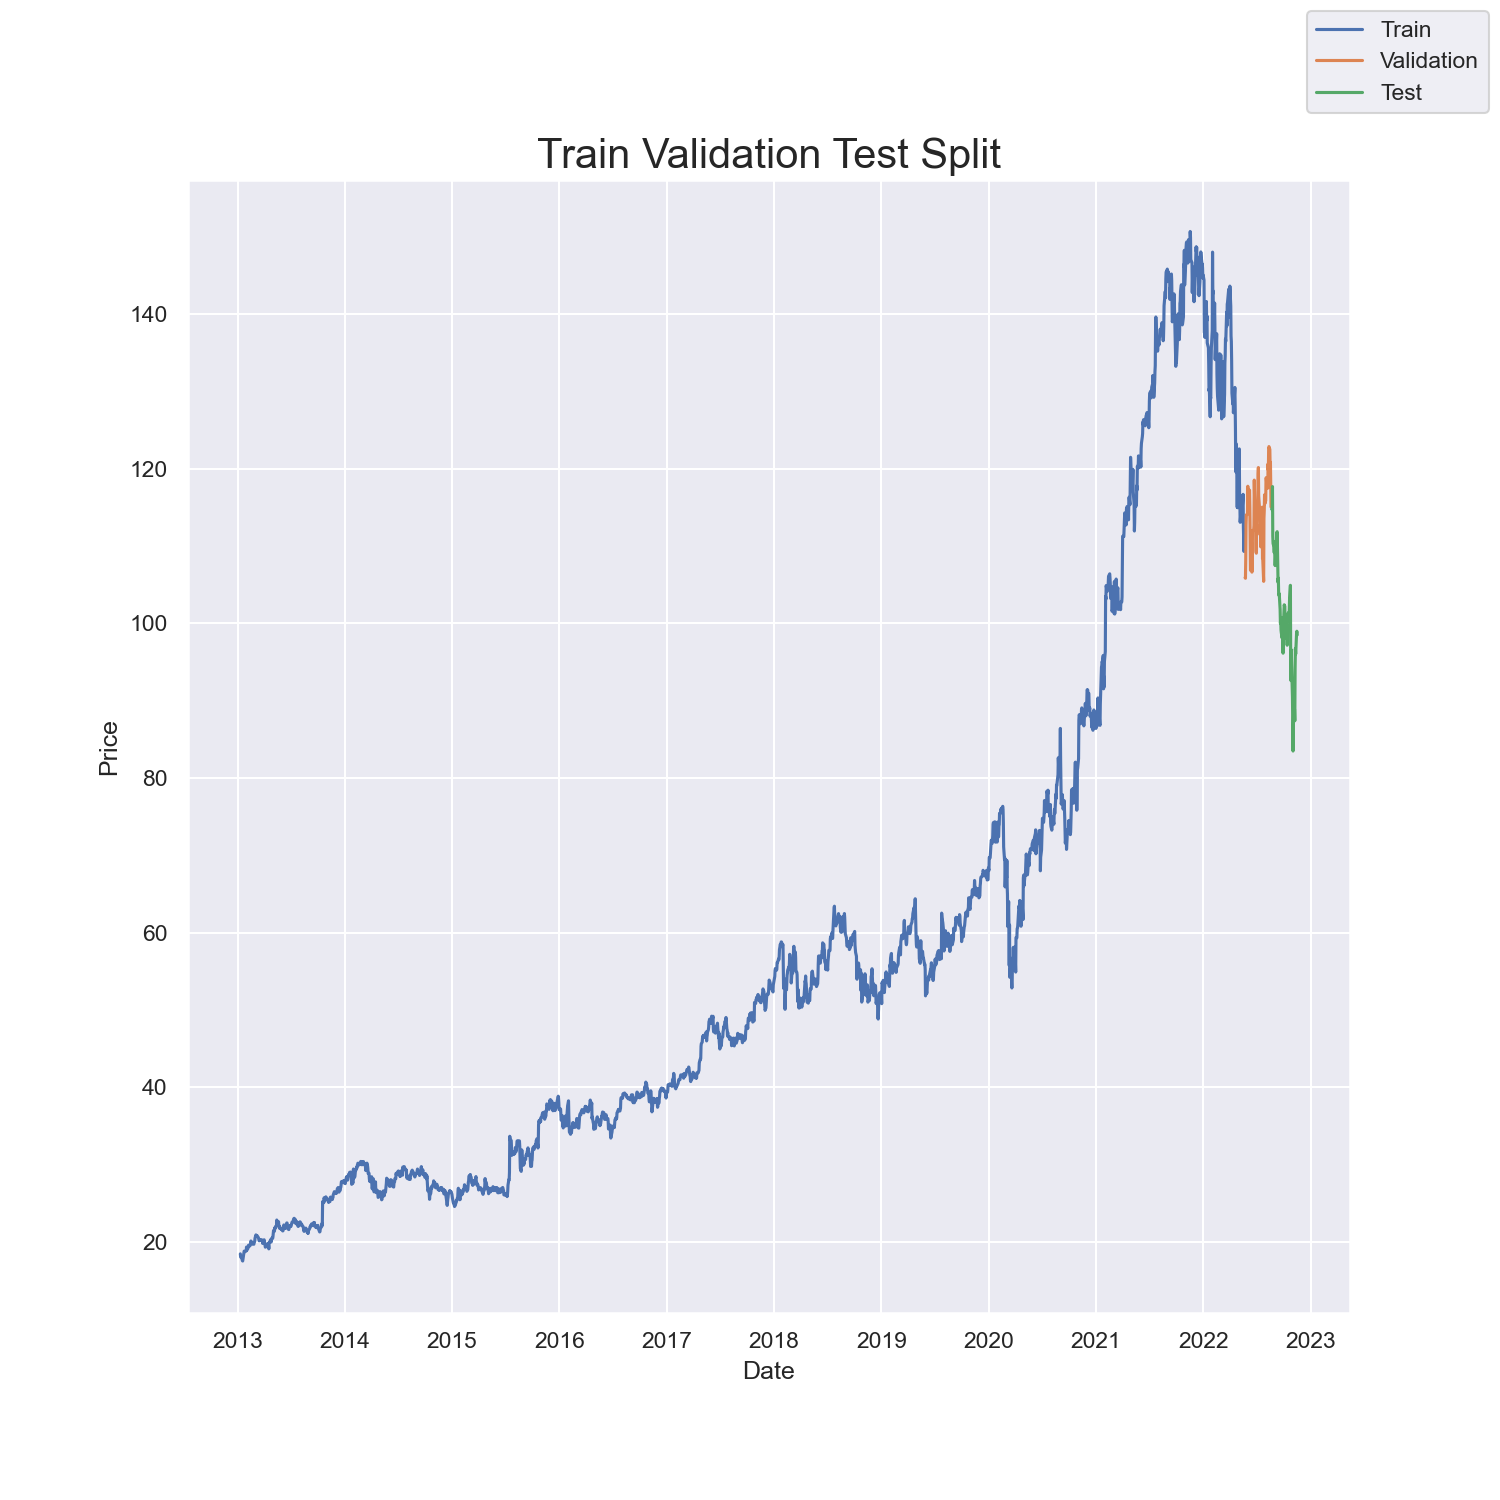 Train
Validation
Test
Train Validation Test Split
140
120
100
80
60
40
20
Price
2013 2014 2015 2016 2017 2018 2019 2020 2021 2022 2023
Date